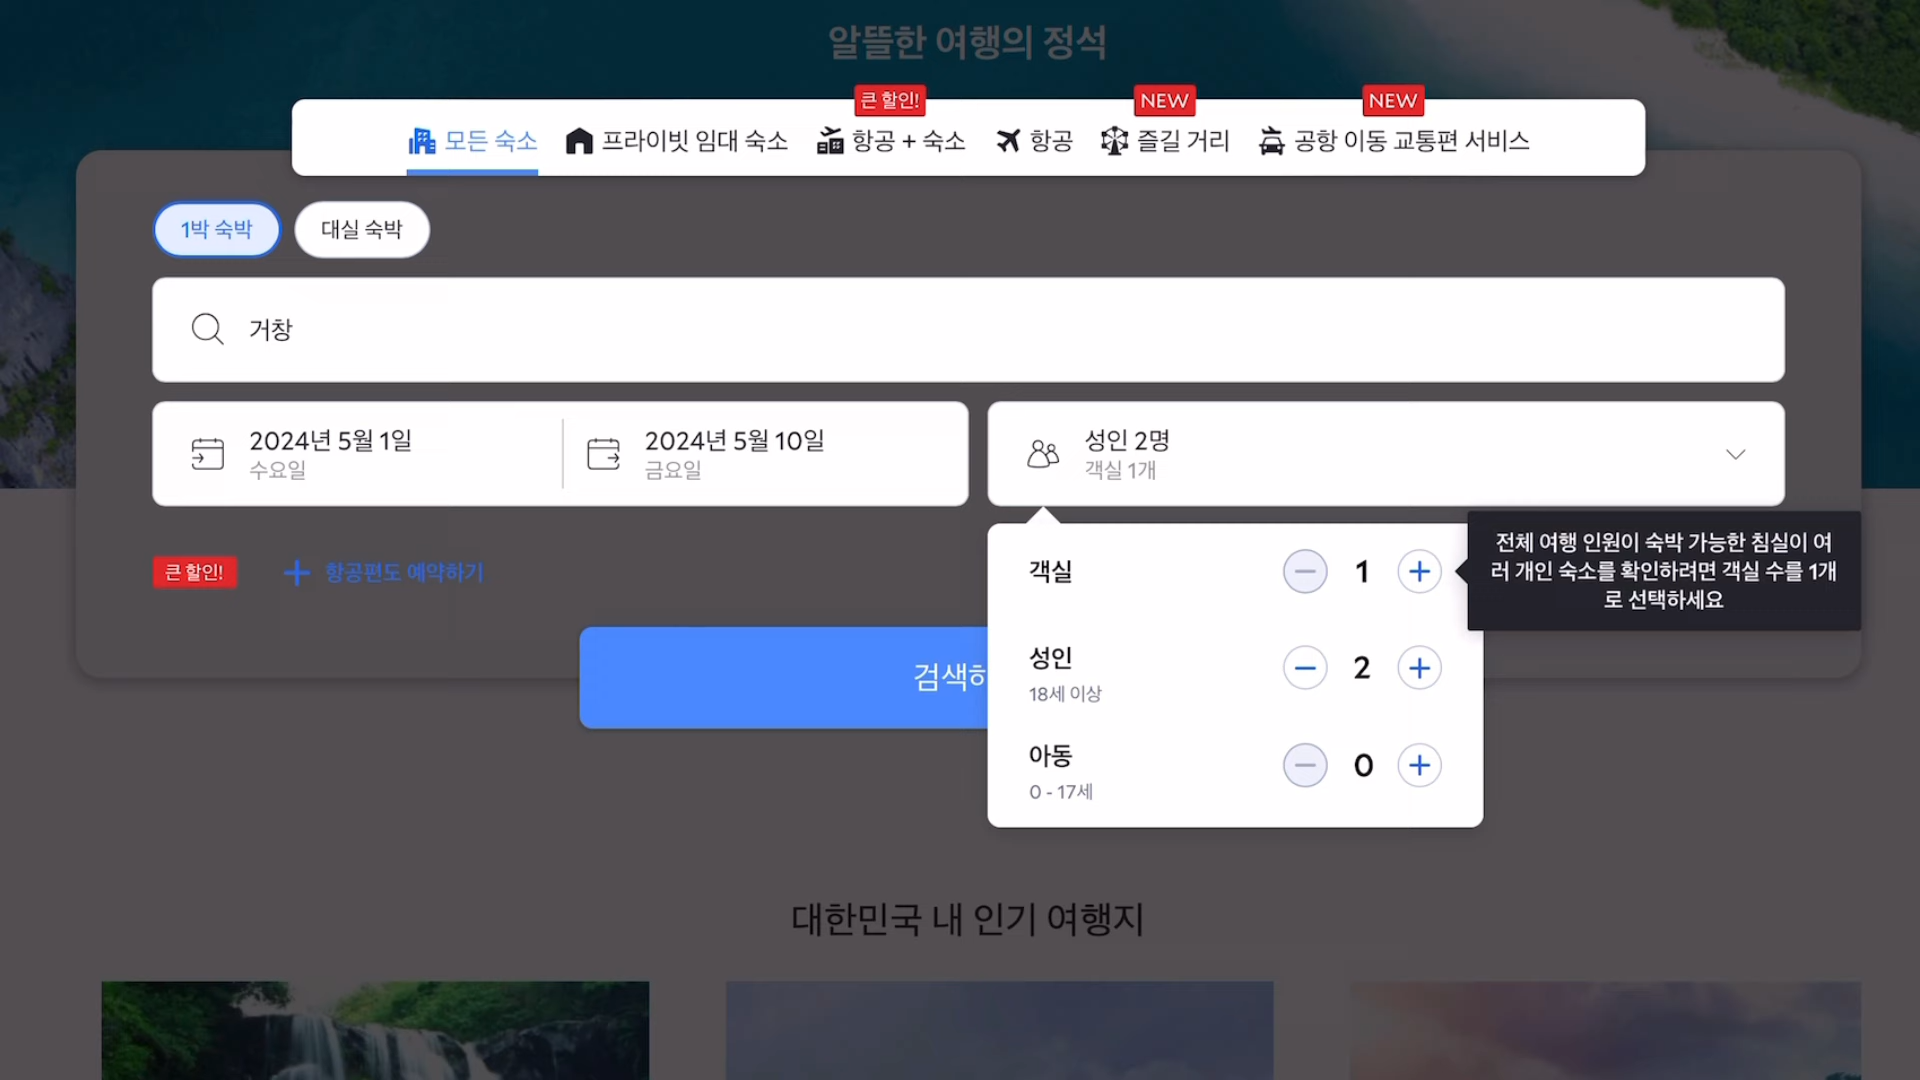 알뜰한 여행의 정석
큰 할인!
NEW
NEW
모든 숙소
프라이빗 임대 숙소
항공 + 숙소
항공
즐길 거리
공항 이동 교통편 서비스
1박 숙박
대실 숙박
거창
2024년 5월 1일
수요일
2024년 5월 10일
금요일
성인 2명
객실 1개
큰 할인!
항공편도 예약하기
객실
1
전체 여행 인원이 숙박 가능한 침실이 여
러 개인 숙소를 확인하려면 객실 수를 1개
로 선택하세요
검색하
성인
18세 이상
2
아동
0 - 17세
0
대한민국 내 인기 여행지